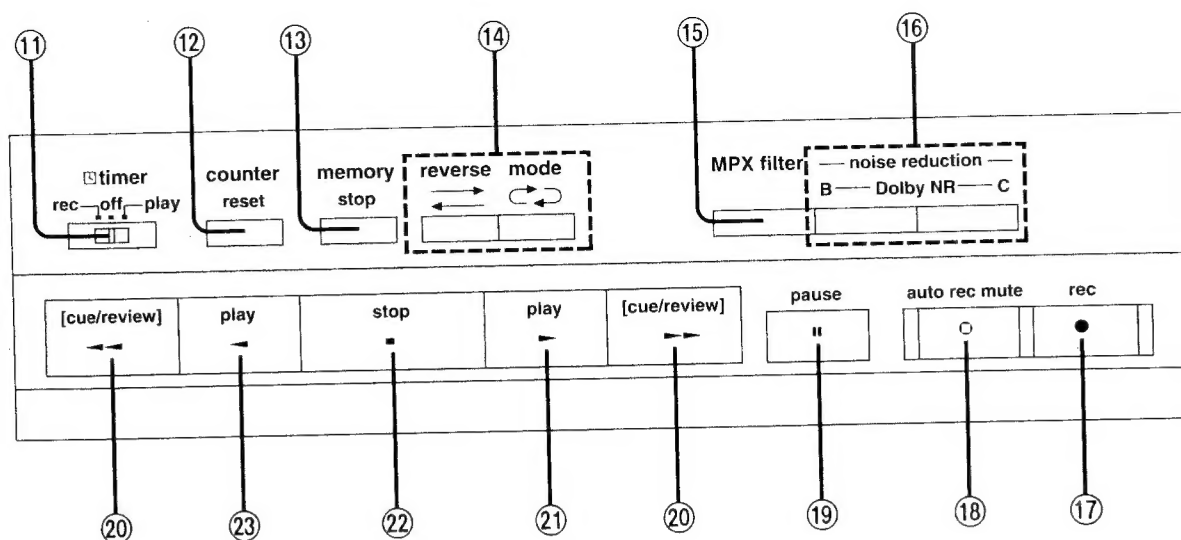 ⑪ ⑫ ⑬ ⑭ ⑮ ⑯
timer
rec off play
counter
reset
memory
stop
reverse mode
MPX filter
noise reduction
B Dolby NR C
[cue/review]
play
stop
play
[cue/review]
pause
auto rec mute
rec
⑳ ㉓ ㉒ ㉑ ⑳ ⑲ ⑱ ⑰